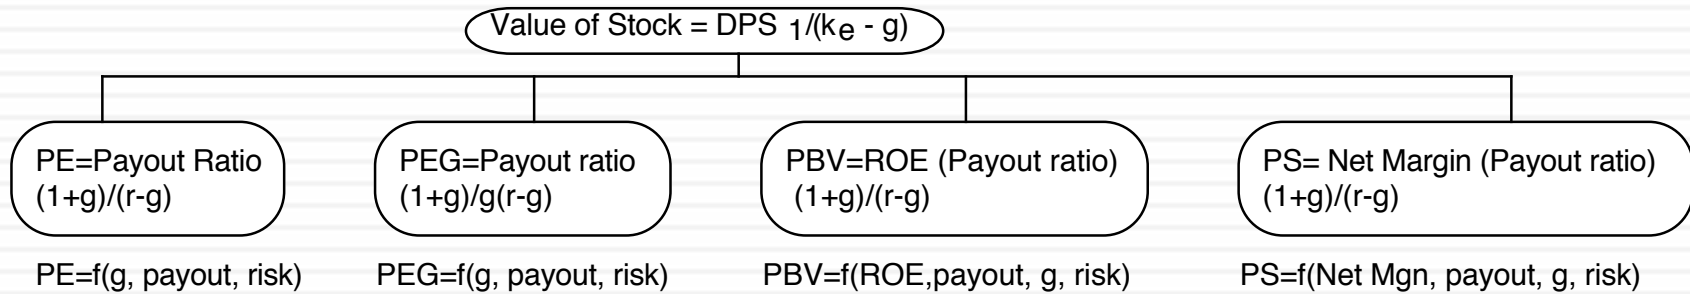 Value of Stock = DPS 1/(ke - g)
PE=Payout Ratio
(1+g)/(r-g)
PEG=Payout ratio
(1+g)/g(r-g)
PBV=ROE (Payout ratio)
(1+g)/(r-g)
PS= Net Margin (Payout ratio)
(1+g)/(r-g)
PE=f(g, payout, risk)
PEG=f(g, payout, risk)
PBV=f(ROE,payout, g, risk)
PS=f(Net Mgn, payout, g, risk)